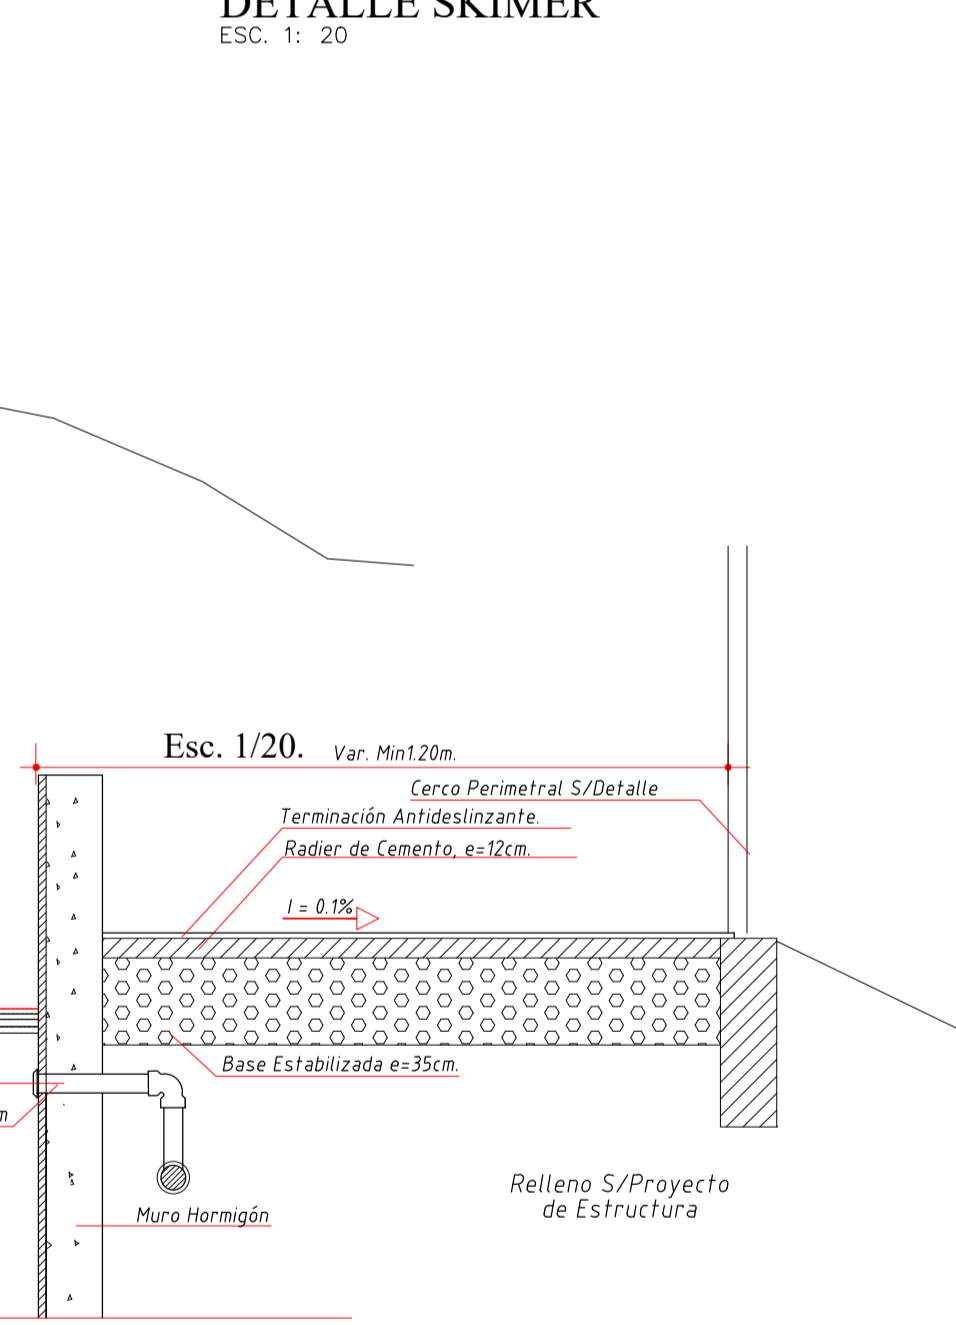 DETALLE SKIMER
ESC. 1: 20
Esc. 1/20.
Var. Min1.20m.
Cerco Perimetral S/Detalle
Terminación Antideslinzante.
Radier de Cemento, e=12cm.
I = 0.1%
Base Estabilizada e=35cm.
Relleno S/Proyecto
de Estructura
Muro Hormigón